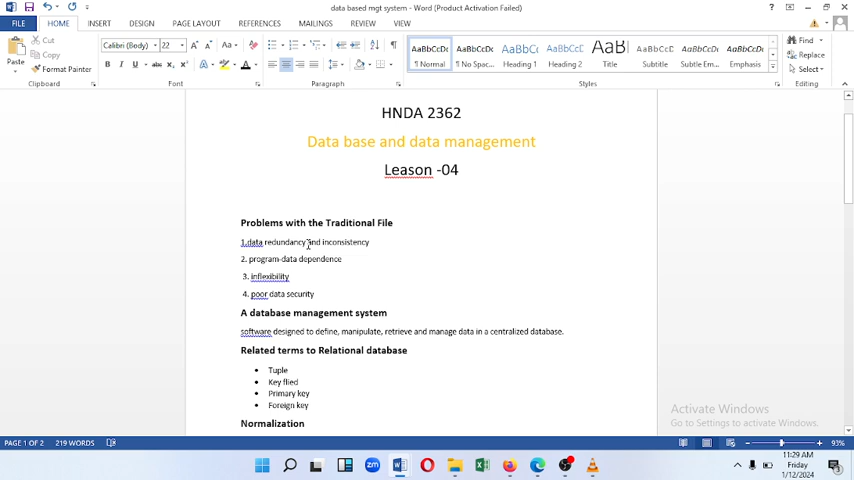 data based mgt system - Word (Product Activation Failed)
FILE HOME INSERT DESIGN PAGE LAYOUT REFERENCES MAILINGS REVIEW VIEW
Cut
Copy
Format Painter
Paste
Calibri (Body) 22
AaBbCcDc AaBbCcDc AaBbCc AaBbCcD AaB AaBbCcD AaBbCcDc AaBbCcDc
¶ Normal ¶ No Spac... Heading 1 Heading 2 Title Subtitle Subtle Em... Emphasis
Find
Replace
Select
Clipboard Font Paragraph Styles Editing
HNDA 2362
Data base and data management
Leason -04
Problems with the Traditional File
1.data redundancy and inconsistency
2. program-data dependence
3. inflexibility
4. poor data security
A database management system
software designed to define, manipulate, retrieve and manage data in a centralized database.
Related terms to Relational database
• Tuple
• Key flied
• Primary key
• Foreign key
Normalization
Activate Windows
Go to Settings to activate Windows.
PAGE 1 OF 2 219 WORDS 93%
11:29 AM
Friday
1/12/2024